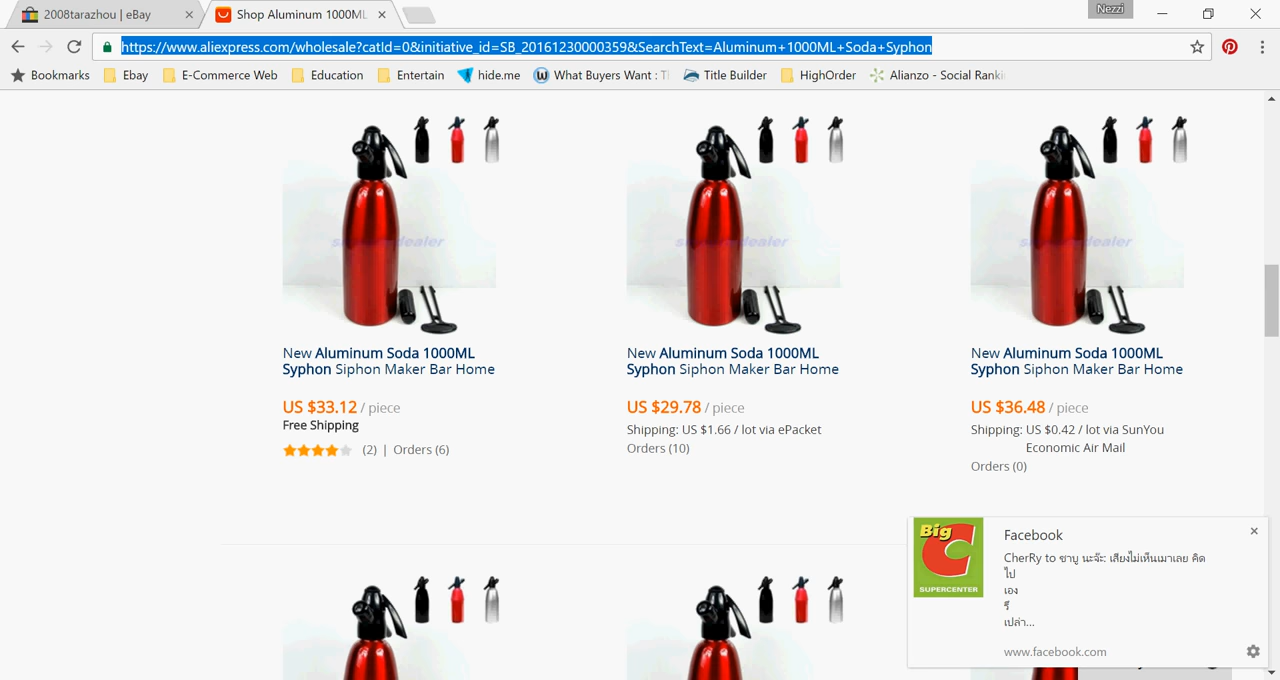 2008tarazhou | eBay
Shop Aluminum 1000ML
Nezzi
https://www.aliexpress.com/wholesale?catId=0&initiative_id=SB_20161230000359&SearchText=Aluminum+1000ML+Soda+Syphon
Bookmarks
Ebay
E-Commerce Web
Education
Entertain
hide.me
What Buyers Want : T
Title Builder
HighOrder
Alianzo - Social Ranki
New Aluminum Soda 1000ML
Syphon Siphon Maker Bar Home
US $33.12 / piece
Free Shipping
(2) | Orders (6)
New Aluminum Soda 1000ML
Syphon Siphon Maker Bar Home
US $29.78 / piece
Shipping: US $1.66 / lot via ePacket
Orders (10)
New Aluminum Soda 1000ML
Syphon Siphon Maker Bar Home
US $36.48 / piece
Shipping: US $0.42 / lot via SunYou
Economic Air Mail
Orders (0)
Big
C
SUPERCENTER
Facebook
CherRy to ชาบู นะจ๊ะ: เสียงไม่เห็นเมาเลย คิด
ไป
เอง
รึ
เปล่า...
www.facebook.com